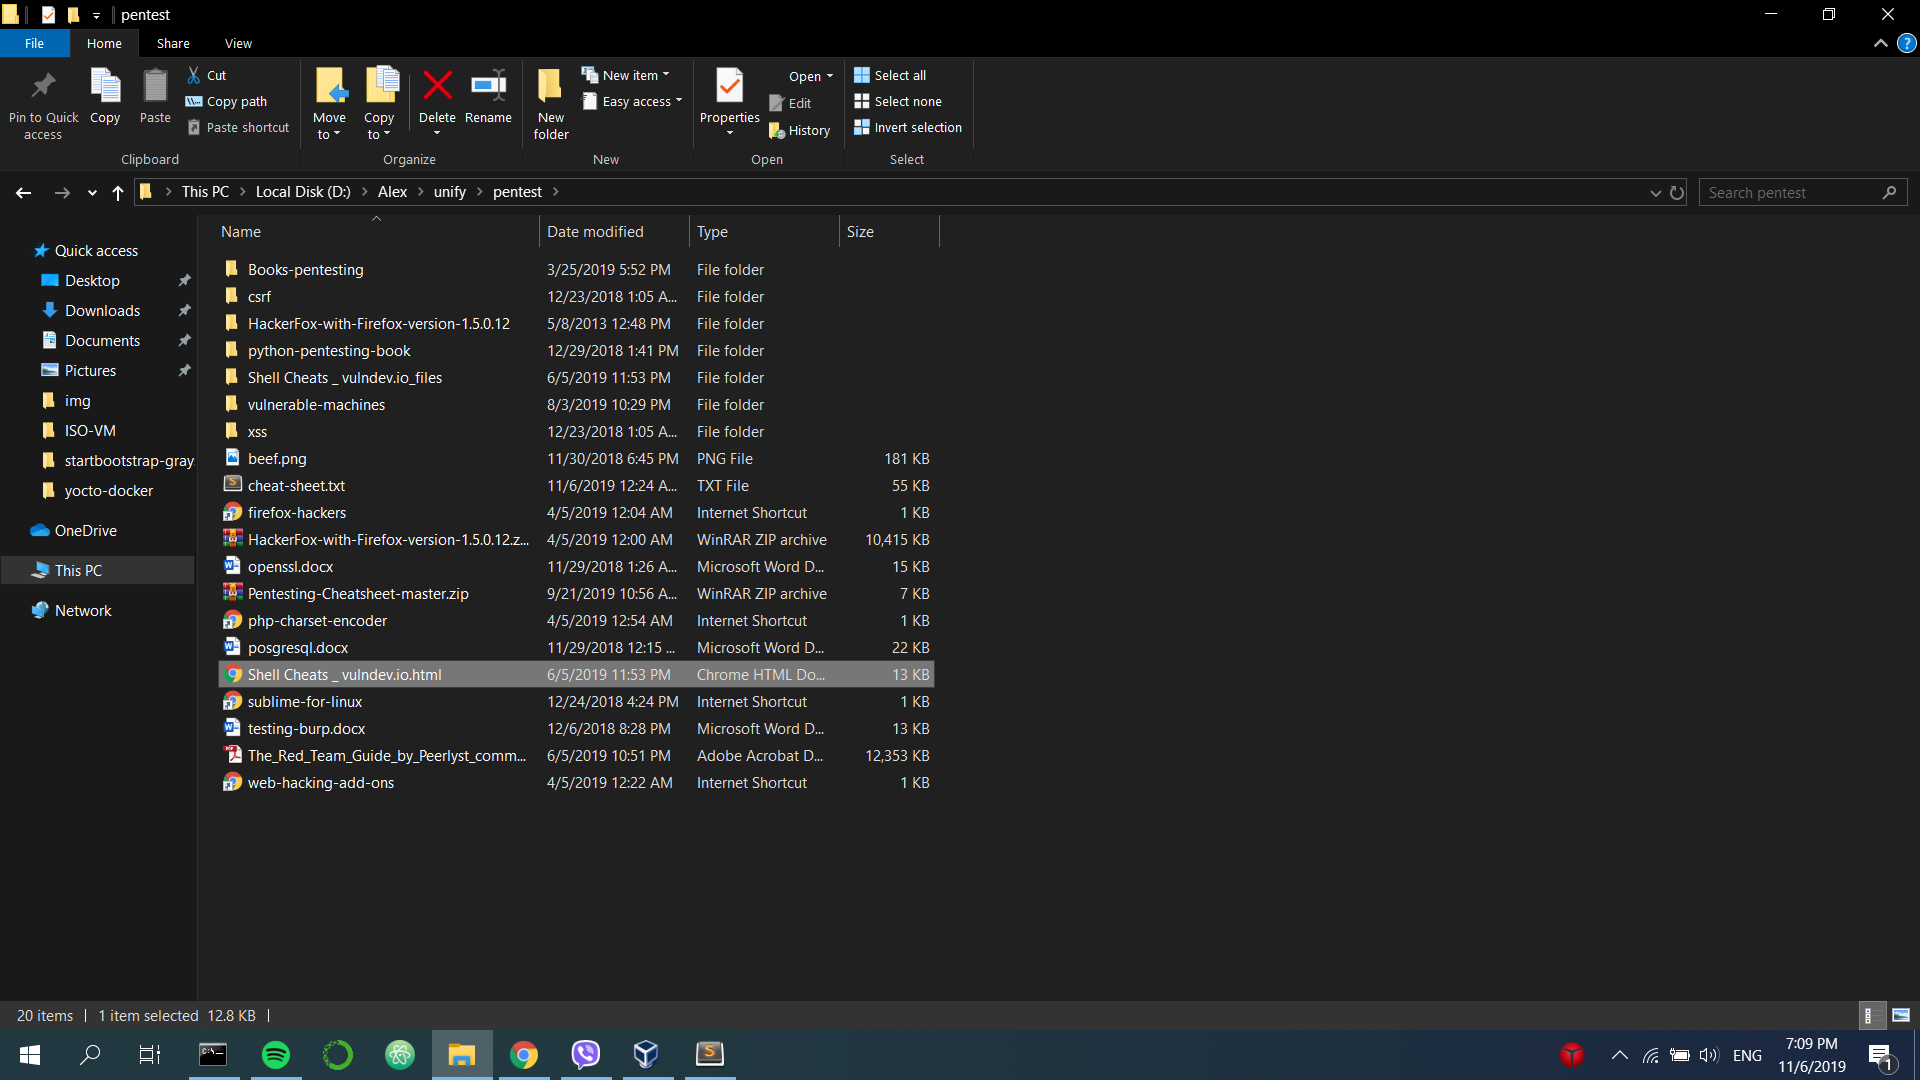 pentest
File Home Share View
Pin to Quick access
Copy
Paste
Cut
Copy path
Paste shortcut
Clipboard
Move to
Copy to
Delete
Rename
Organize
New folder
New item
Easy access
New
Properties
Open
Edit
History
Open
Select all
Select none
Invert selection
Select
This PC > Local Disk (D:) > Alex > unify > pentest >
Search pentest
Quick access
Desktop
Downloads
Documents
Pictures
img
ISO-VM
startbootstrap-gray
yocto-docker
OneDrive
This PC
Network
Name Date modified Type Size
Books-pentesting 3/25/2019 5:52 PM File folder
csrf 12/23/2018 1:05 A... File folder
HackerFox-with-Firefox-version-1.5.0.12 5/8/2013 12:48 PM File folder
python-pentesting-book 12/29/2018 1:41 PM File folder
Shell Cheats _ vulndev.io_files 6/5/2019 11:53 PM File folder
vulnerable-machines 8/3/2019 10:29 PM File folder
xss 12/23/2018 1:05 A... File folder
beef.png 11/30/2018 6:45 PM PNG File 181 KB
cheat-sheet.txt 11/6/2019 12:24 A... TXT File 55 KB
firefox-hackers 4/5/2019 12:04 AM Internet Shortcut 1 KB
HackerFox-with-Firefox-version-1.5.0.12.z... 4/5/2019 12:00 AM WinRAR ZIP archive 10,415 KB
openssl.docx 11/29/2018 1:26 A... Microsoft Word D... 15 KB
Pentesting-Cheatsheet-master.zip 9/21/2019 10:56 A... WinRAR ZIP archive 7 KB
php-charset-encoder 4/5/2019 12:54 AM Internet Shortcut 1 KB
posgresql.docx 11/29/2018 12:15 ... Microsoft Word D... 22 KB
Shell Cheats _ vulndev.io.html 6/5/2019 11:53 PM Chrome HTML Do... 13 KB
sublime-for-linux 12/24/2018 4:24 PM Internet Shortcut 1 KB
testing-burp.docx 12/6/2018 8:28 PM Microsoft Word D... 13 KB
The_Red_Team_Guide_by_Peerlyst_comm... 6/5/2019 10:51 PM Adobe Acrobat D... 12,353 KB
web-hacking-add-ons 4/5/2019 12:22 AM Internet Shortcut 1 KB
20 items | 1 item selected 12.8 KB |
ENG
7:09 PM
11/6/2019
1